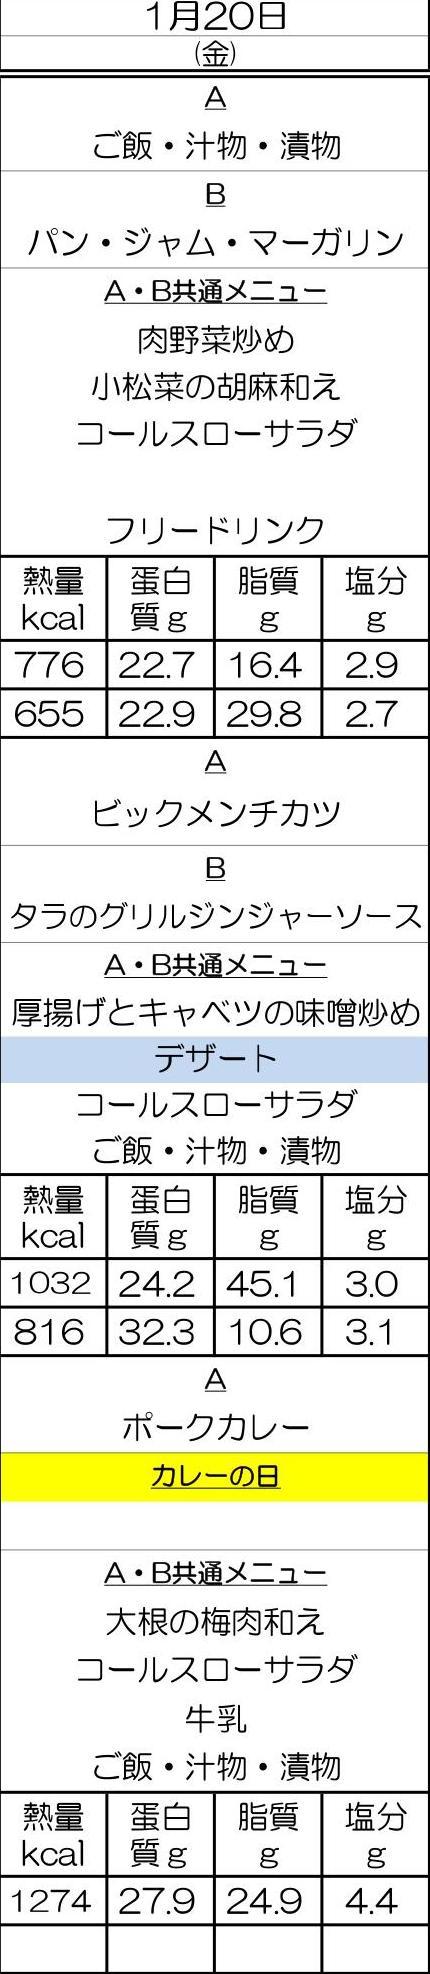 1月20日
(金)
A
ご飯・汁物・漬物
B
パン・ジャム・マーガリン
A・B共通メニュー
肉野菜炒め
小松菜の胡麻和え
コールスローサラダ
フリードリンク
熱量 蛋白 脂質 塩分
kcal 質g g g
776 22.7 16.4 2.9
655 22.9 29.8 2.7
A
ビックメンチカツ
B
タラのグリルジンジャーソース
A・B共通メニュー
厚揚げとキャベツの味噌炒め
デザート
コールスローサラダ
ご飯・汁物・漬物
熱量 蛋白 脂質 塩分
kcal 質g g g
1032 24.2 45.1 3.0
816 32.3 10.6 3.1
A
ポークカレー
カレーの日
A・B共通メニュー
大根の梅肉和え
コールスローサラダ
牛乳
ご飯・汁物・漬物
熱量 蛋白 脂質 塩分
kcal 質g g g
1274 27.9 24.9 4.4